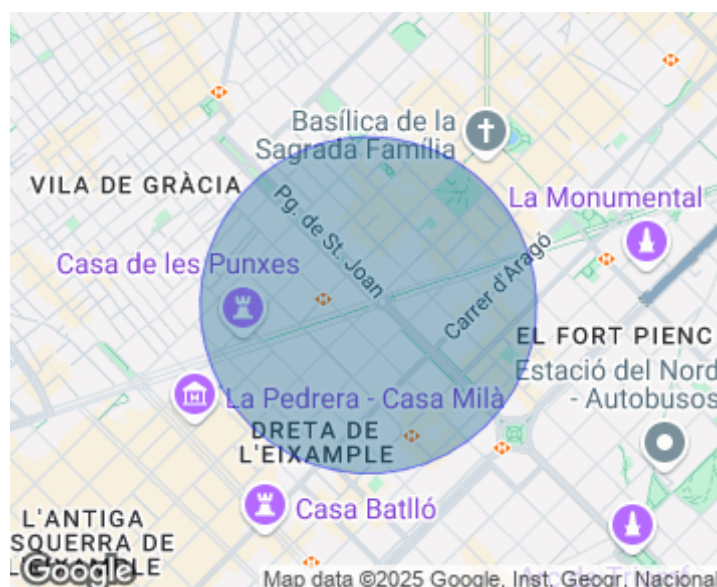 Basílica de la
Sagrada Família
VILA DE GRÀCIA
La Monumental
Pg. de St. Joan
Casa de les Punxes
Carrer d'Aragó
EL FORT PIENC
Estació del Nord
- Autobusos
La Pedrera - Casa Milà
DRETA DE
L'EIXAMPLE
Casa Batlló
L'ANTIGA
SQUERRA DE
Google
Map data ©2025 Google, Inst. Geogr. Nacional